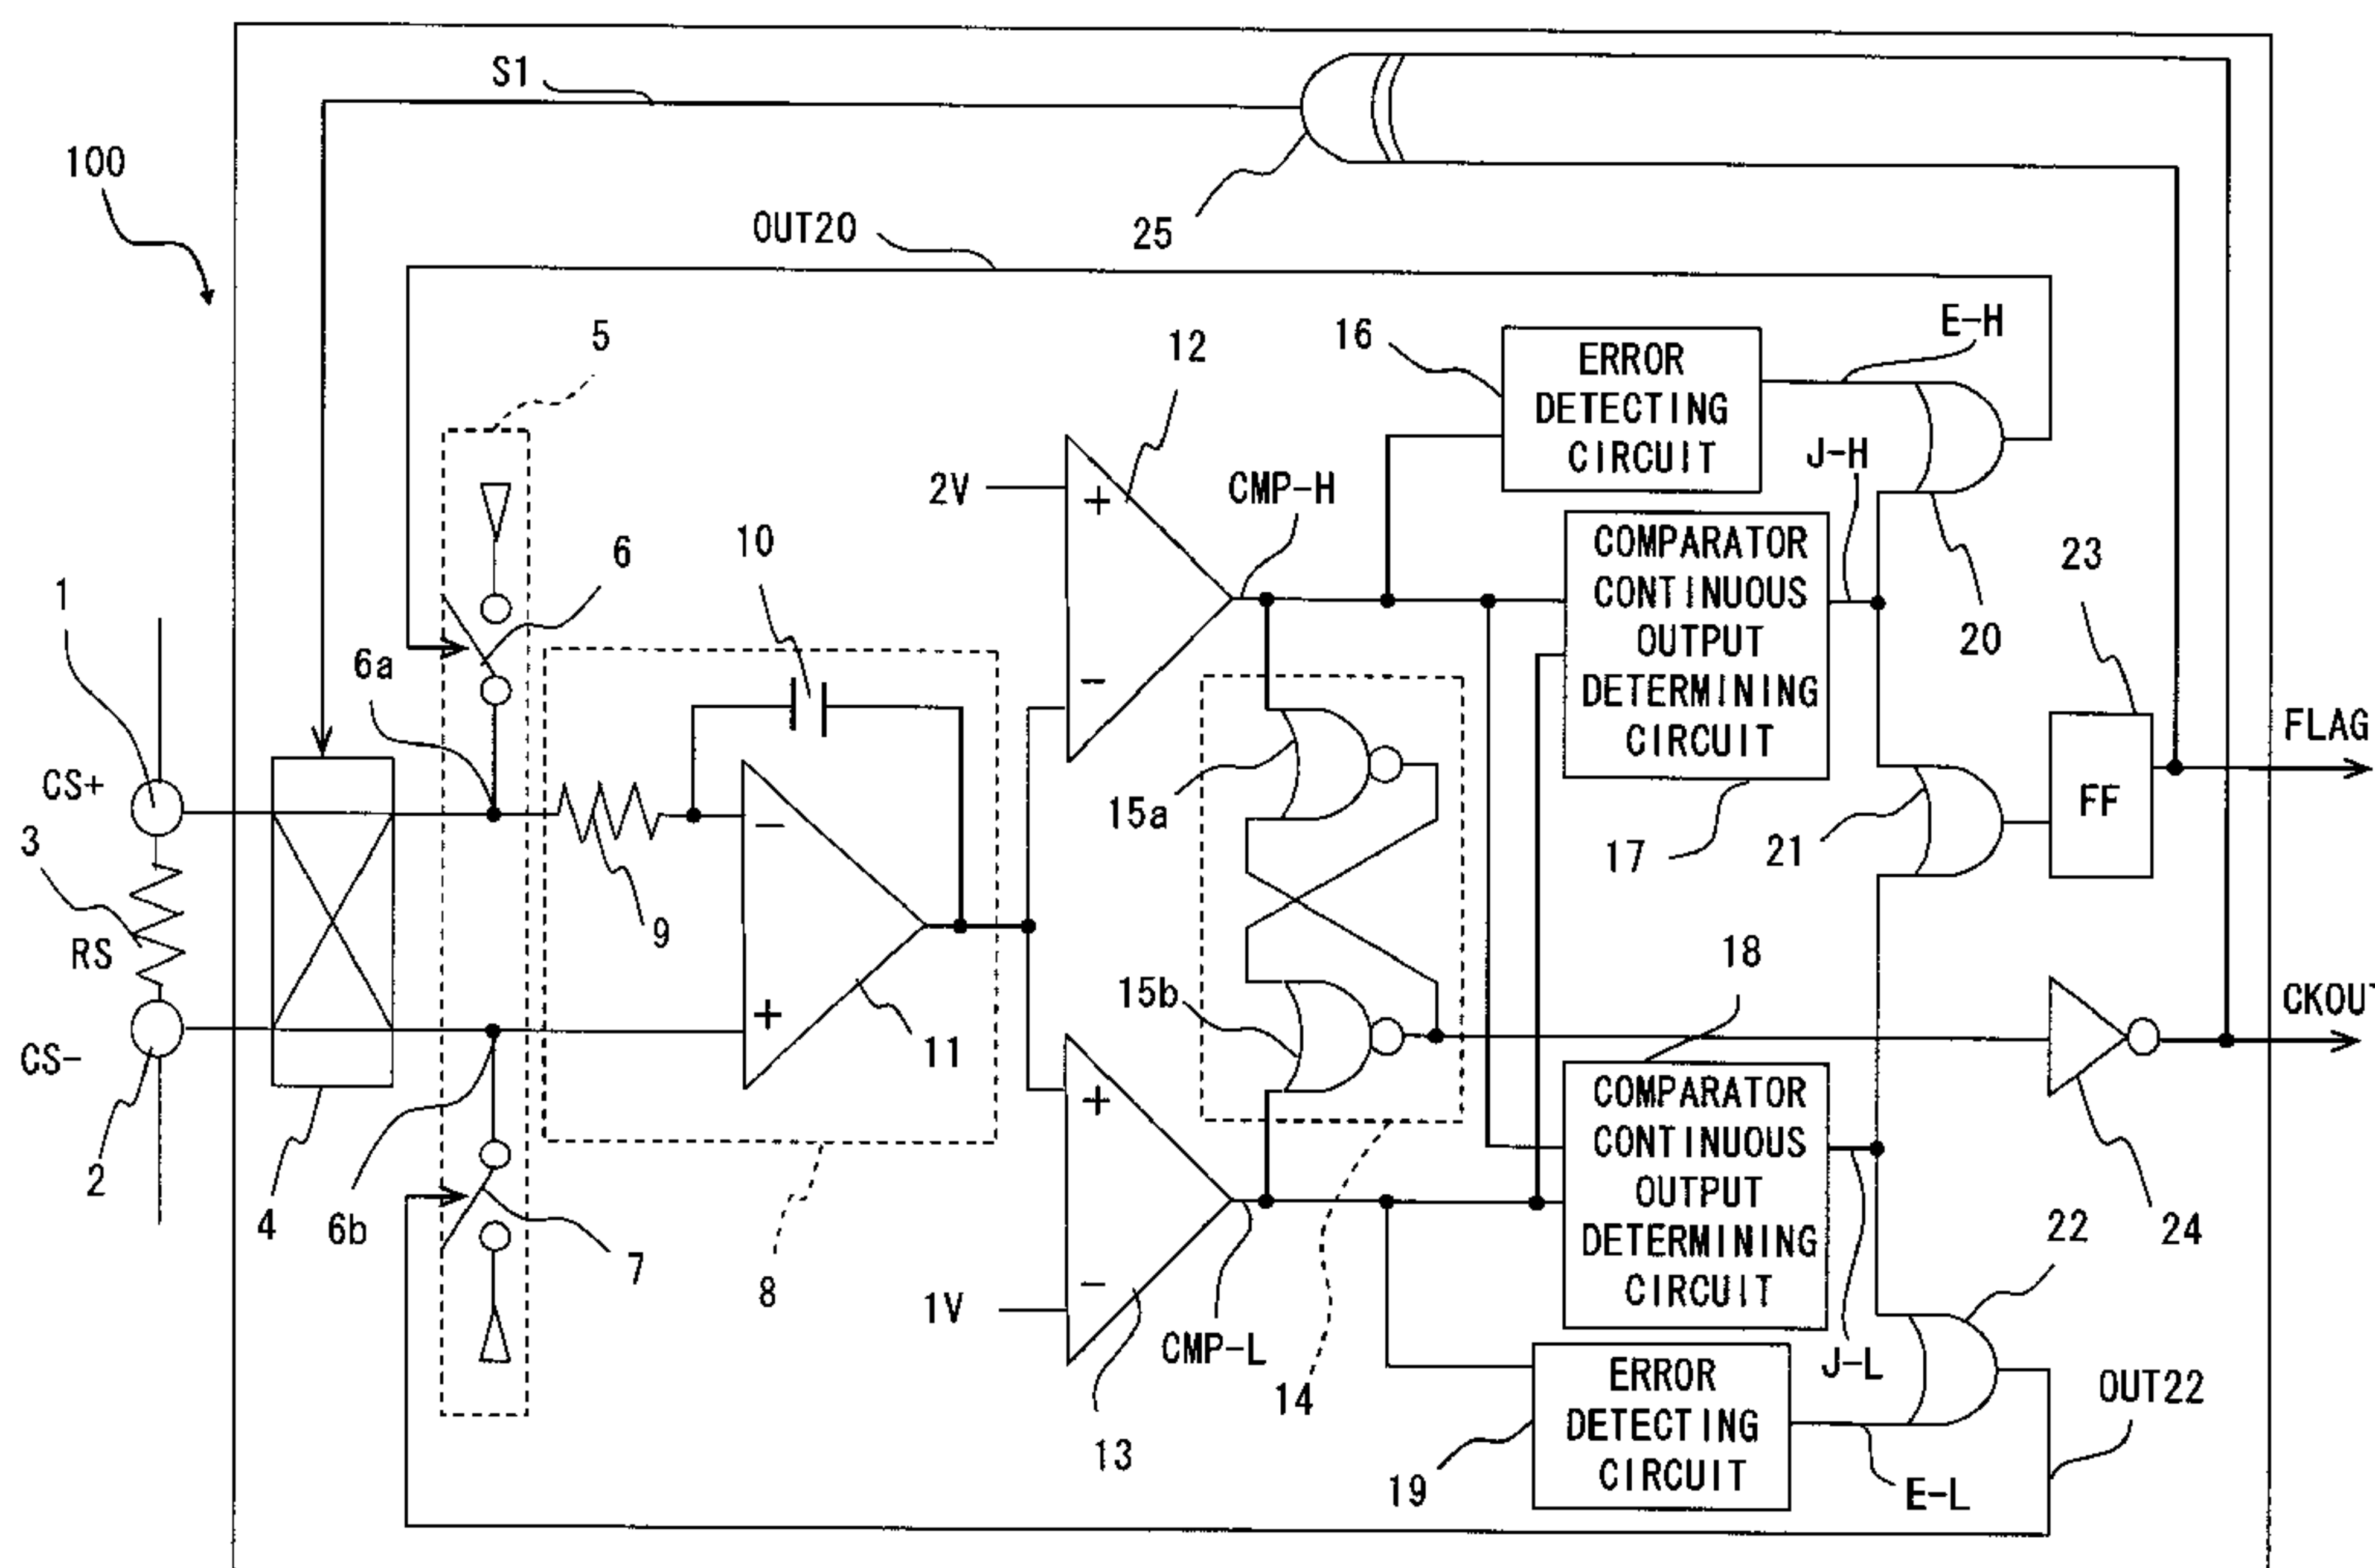 S1
100
25
OUT20
5
12
16
ERROR
DETECTING
CIRCUIT
E-H
2V
+
CMP-H
J-H
COMPARATOR
CONTINUOUS
OUTPUT
DETERMINING
CIRCUIT
10
6
1
6a
−
20
23
CS+
15a
−
17
21
FF
FLAG
3
RS
9
18
+
15b
11
CS-
24
CKOUT
2
4
6b
7
8
+
COMPARATOR
CONTINUOUS
OUTPUT
DETERMINING
CIRCUIT
22
1V
−
CMP-L
13
14
ERROR
DETECTING
CIRCUIT
19
J-L
E-L
OUT22